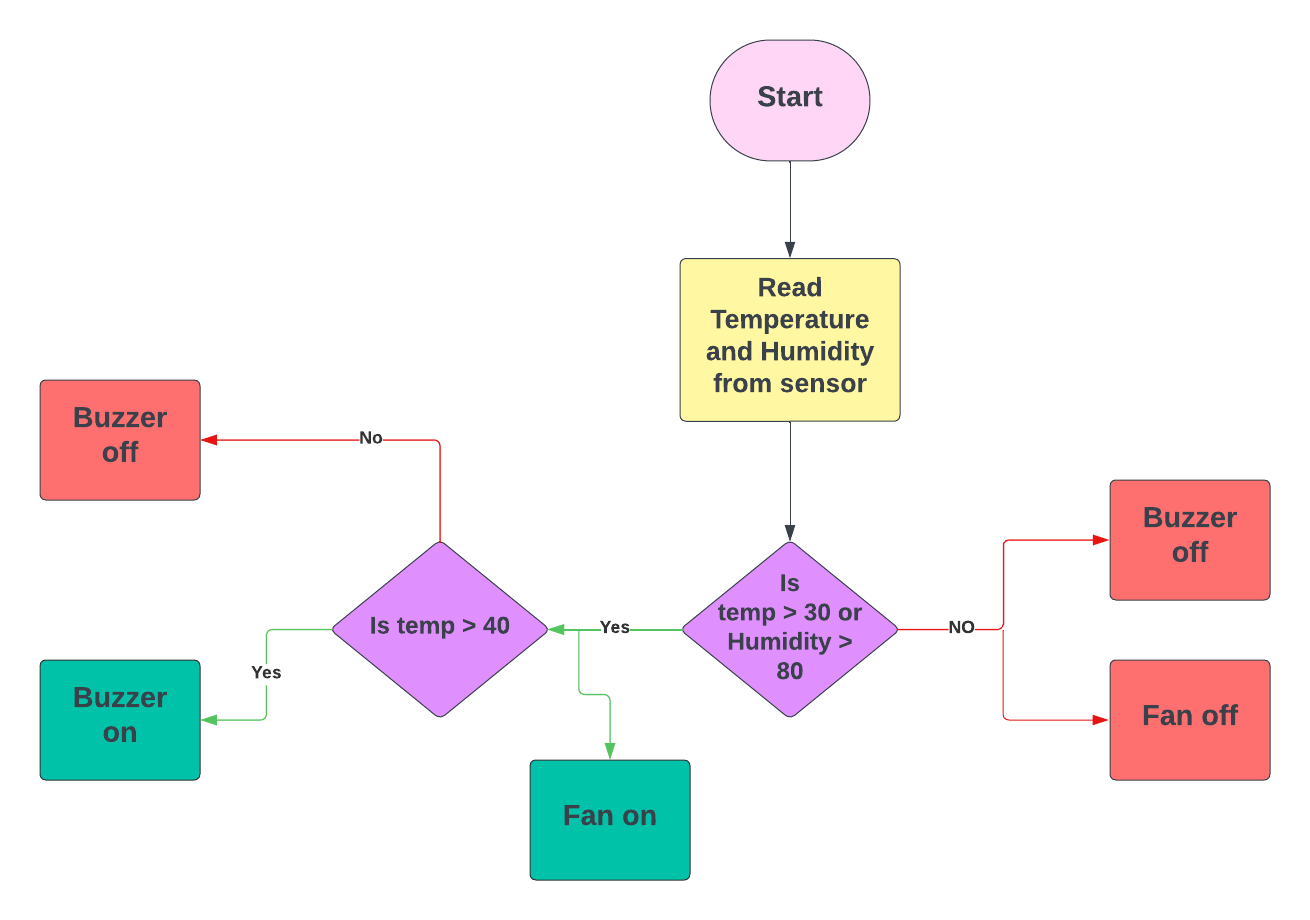 Start
Read
Temperature
and Humidity
from sensor
Buzzer
off
No
Buzzer
off
Is
temp > 30 or
Humidity >
80
Is temp > 40
Yes
NO
Yes
Buzzer
on
Fan off
Fan on